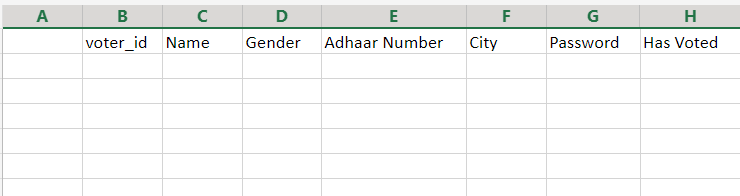 A B C D E F G H
voter_id Name Gender Adhaar Number City Password Has Voted